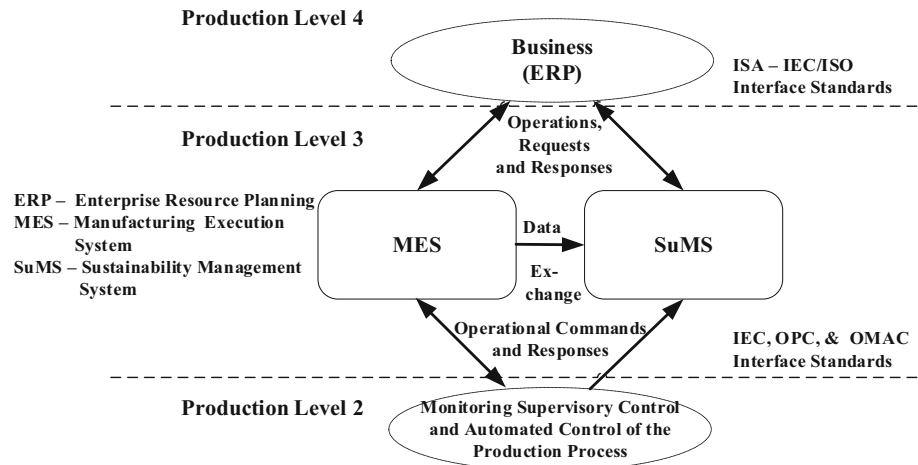 Production Level 4
Business
(ERP)
ISA – IEC/ISO
Interface Standards
Production Level 3
Operations,
Requests
and Responses
ERP – Enterprise Resource Planning
MES – Manufacturing Execution
System
SuMS – Sustainability Management
System
MES
Data
Ex-
change
SuMS
Operational Commands
and Responses
IEC, OPC, & OMAC
Interface Standards
Production Level 2
Monitoring Supervisory Control
and Automated Control of the
Production Process